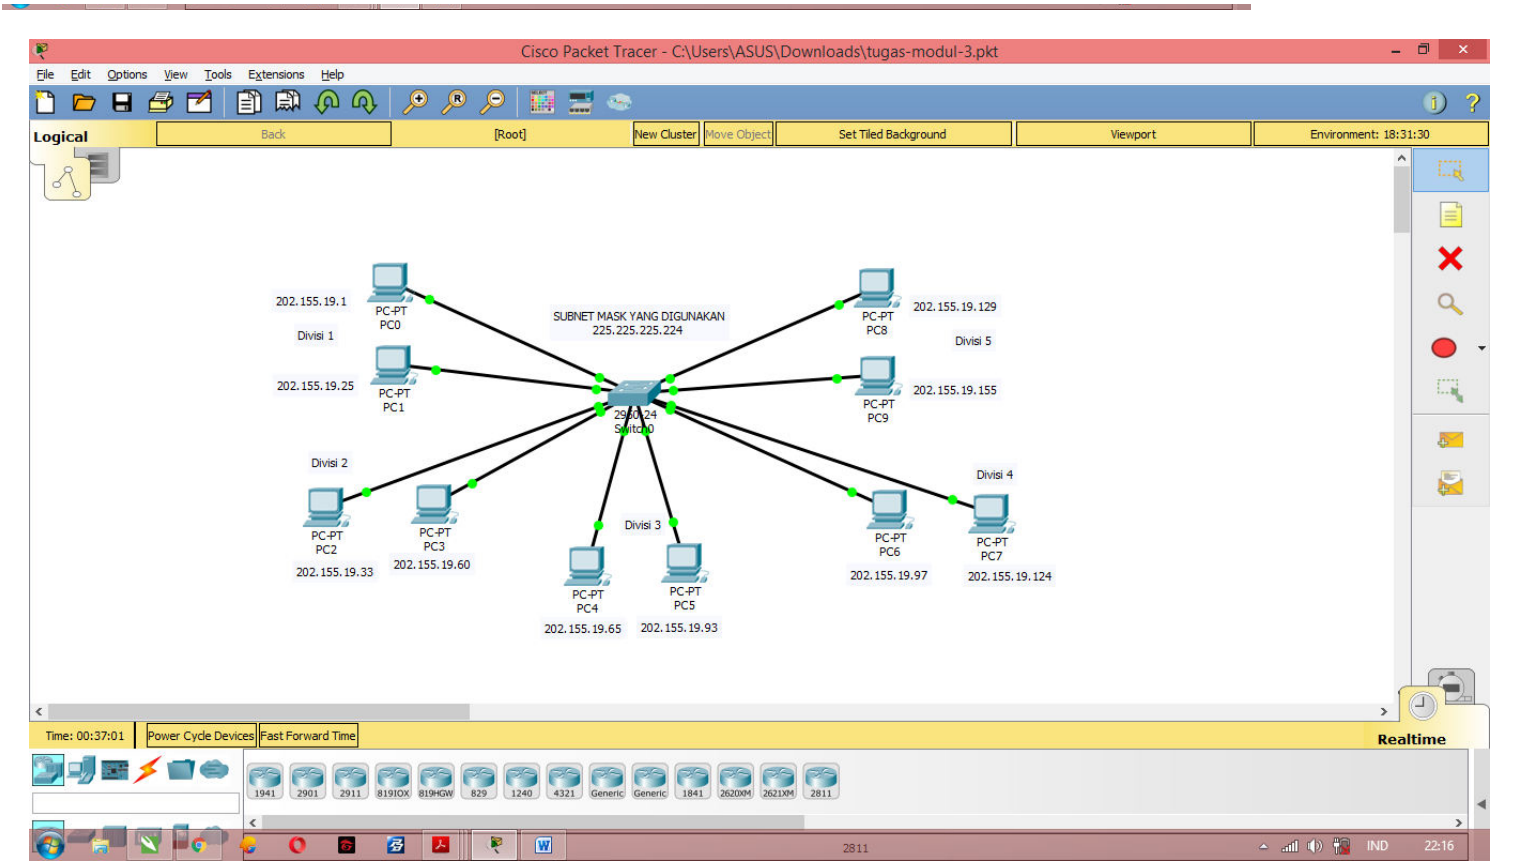 Cisco Packet Tracer - C:\Users\ASUS\Downloads\tugas-modul-3.pkt
File Edit Options View Tools Extensions Help
Logical
Back
[Root]
New Cluster
Move Object
Set Tiled Background
Viewport
Environment: 18:31:30
202.155.19.1
PC-PT
PC0
Divisi 1
202.155.19.25
PC-PT
PC1
SUBNET MASK YANG DIGUNAKAN
225.225.225.224
PC-PT
PC8
202.155.19.129
Divisi 5
PC-PT
PC9
202.155.19.155
2960-24
Switch0
Divisi 2
PC-PT
PC2
202.155.19.33
PC-PT
PC3
202.155.19.60
Divisi 3
PC-PT
PC4
202.155.19.65
PC-PT
PC5
202.155.19.93
Divisi 4
PC-PT
PC6
202.155.19.97
PC-PT
PC7
202.155.19.124
Time: 00:37:01
Power Cycle Devices
Fast Forward Time
Realtime
1941 2901 2911 819IOX 819HGW 829 1240 4321 Generic Generic 1841 2620XM 2621XM 2811
2811
IND
22:16